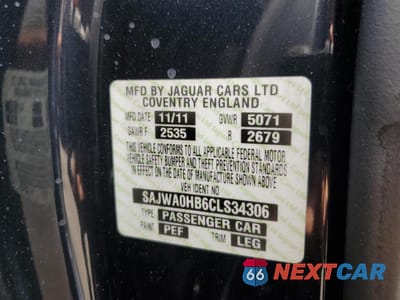 MFD BY JAGUAR CARS LTD
COVENTRY ENGLAND
MFD DATE 11/11 GVWR 5071
GAWR F 2535 R 2679
THIS VEHICLE CONFORMS TO ALL APPLICABLE FEDERAL MOTOR
VEHICLE SAFETY, BUMPER AND THEFT PREVENTION STANDARDS
IN EFFECT ON THE DATE OF MANUFACTURE SHOWN ABOVE
VEHICLE IDENT. NUMBER
SAJWA0HB6CLS34306
TYPE: PASSENGER CAR
PAINT: PEF TRIM: LEG
66 NEXTCAR